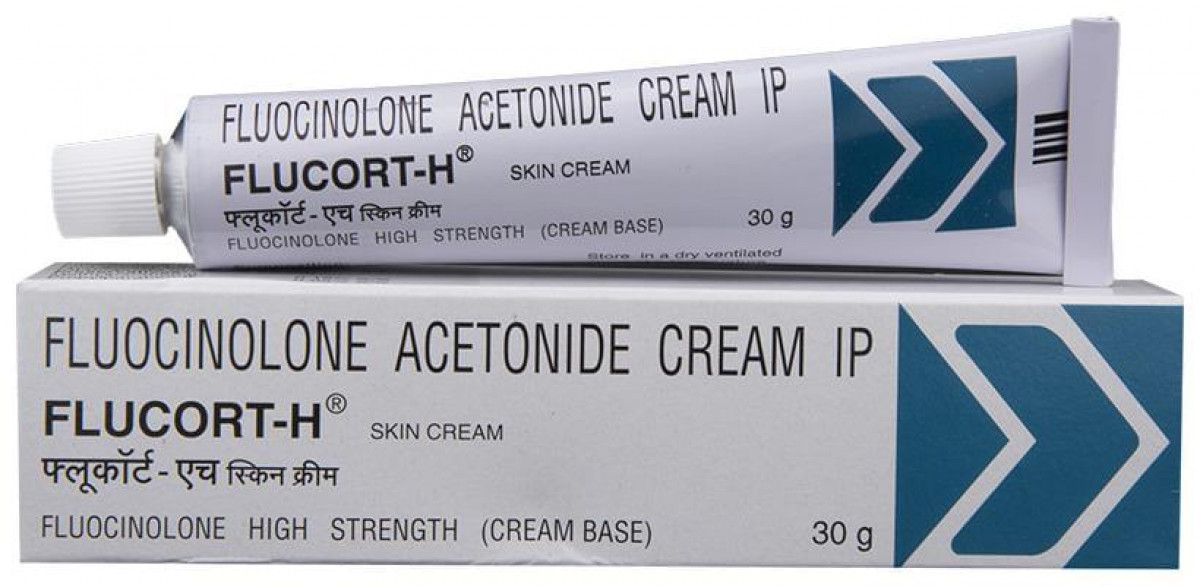 FLUOCINOLONE ACETONIDE CREAM IP
FLUCORT-H® SKIN CREAM
फ्लूकॉर्ट - एच स्किन क्रीम
FLUOCINOLONE HIGH STRENGTH (CREAM BASE) 30 g
Store in a dry ventilated
FLUOCINOLONE ACETONIDE CREAM IP
FLUCORT-H® SKIN CREAM
फ्लूकॉर्ट - एच स्किन क्रीम
FLUOCINOLONE HIGH STRENGTH (CREAM BASE) 30 g